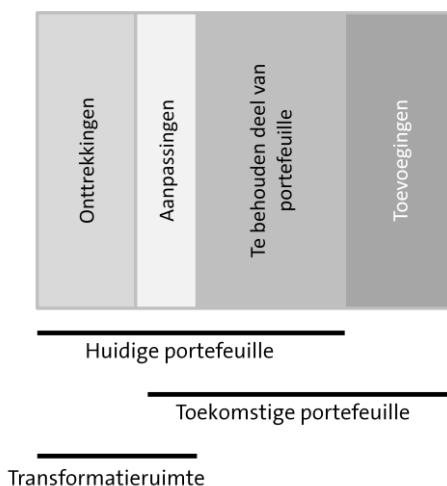 Onttrekkingen
Aanpassingen
Te behouden deel van
portefeuille
Toevoegingen
Huidige portefeuille
Toekomstige portefeuille
Transformatieruimte